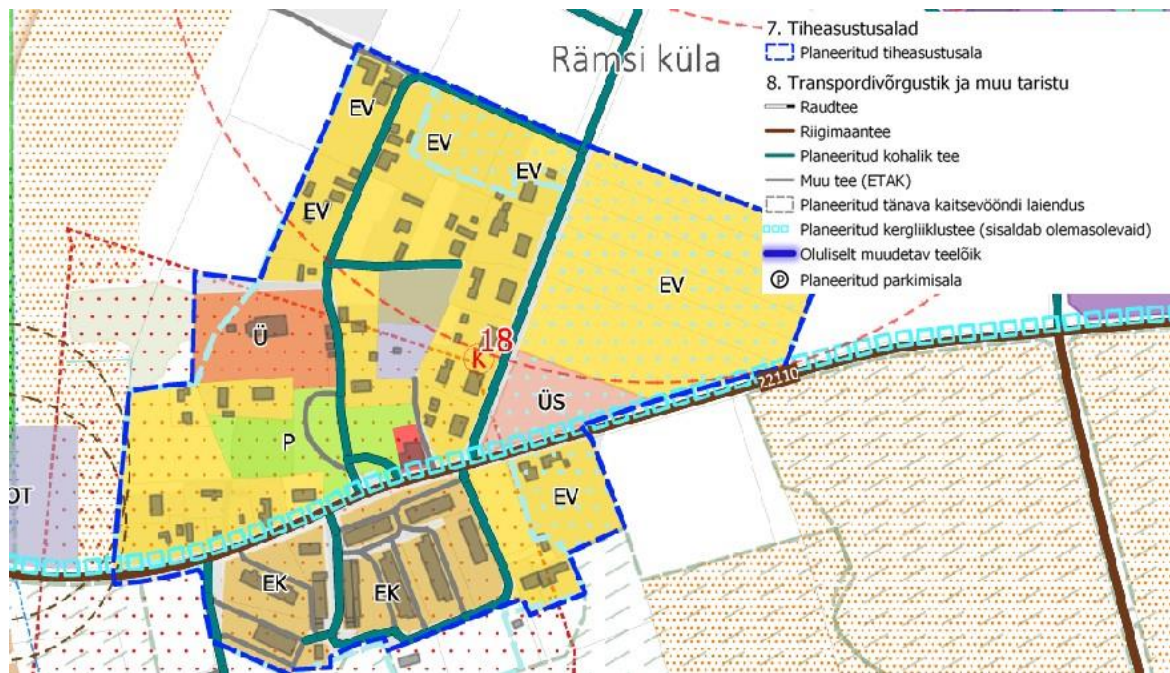 Rämsi küla
7. Tiheasustusalad
Planeeritud tiheasustusala
8. Transpordivõrgustik ja muu taristu
Raudtee
Riigimaantee
Planeeritud kohalik tee
Muu tee (ETAK)
Planeeritud tänava kaitsevööndi laiendus
Planeeritud kergliiklustee (sisaldab olemasolevaid)
Oluliselt muudetav teelõik
P Planeeritud parkimisala
EV
EV
EV
EV
EV
Ü
18
K
22110
ÜS
P
OT
EV
EK
EK